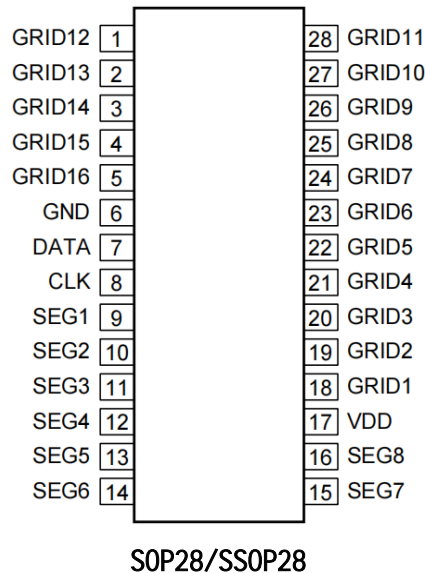 GRID12 1 28 GRID11
GRID13 2 27 GRID10
GRID14 3 26 GRID9
GRID15 4 25 GRID8
GRID16 5 24 GRID7
GND 6 23 GRID6
DATA 7 22 GRID5
CLK 8 21 GRID4
SEG1 9 20 GRID3
SEG2 10 19 GRID2
SEG3 11 18 GRID1
SEG4 12 17 VDD
SEG5 13 16 SEG8
SEG6 14 15 SEG7
SOP28/SSOP28